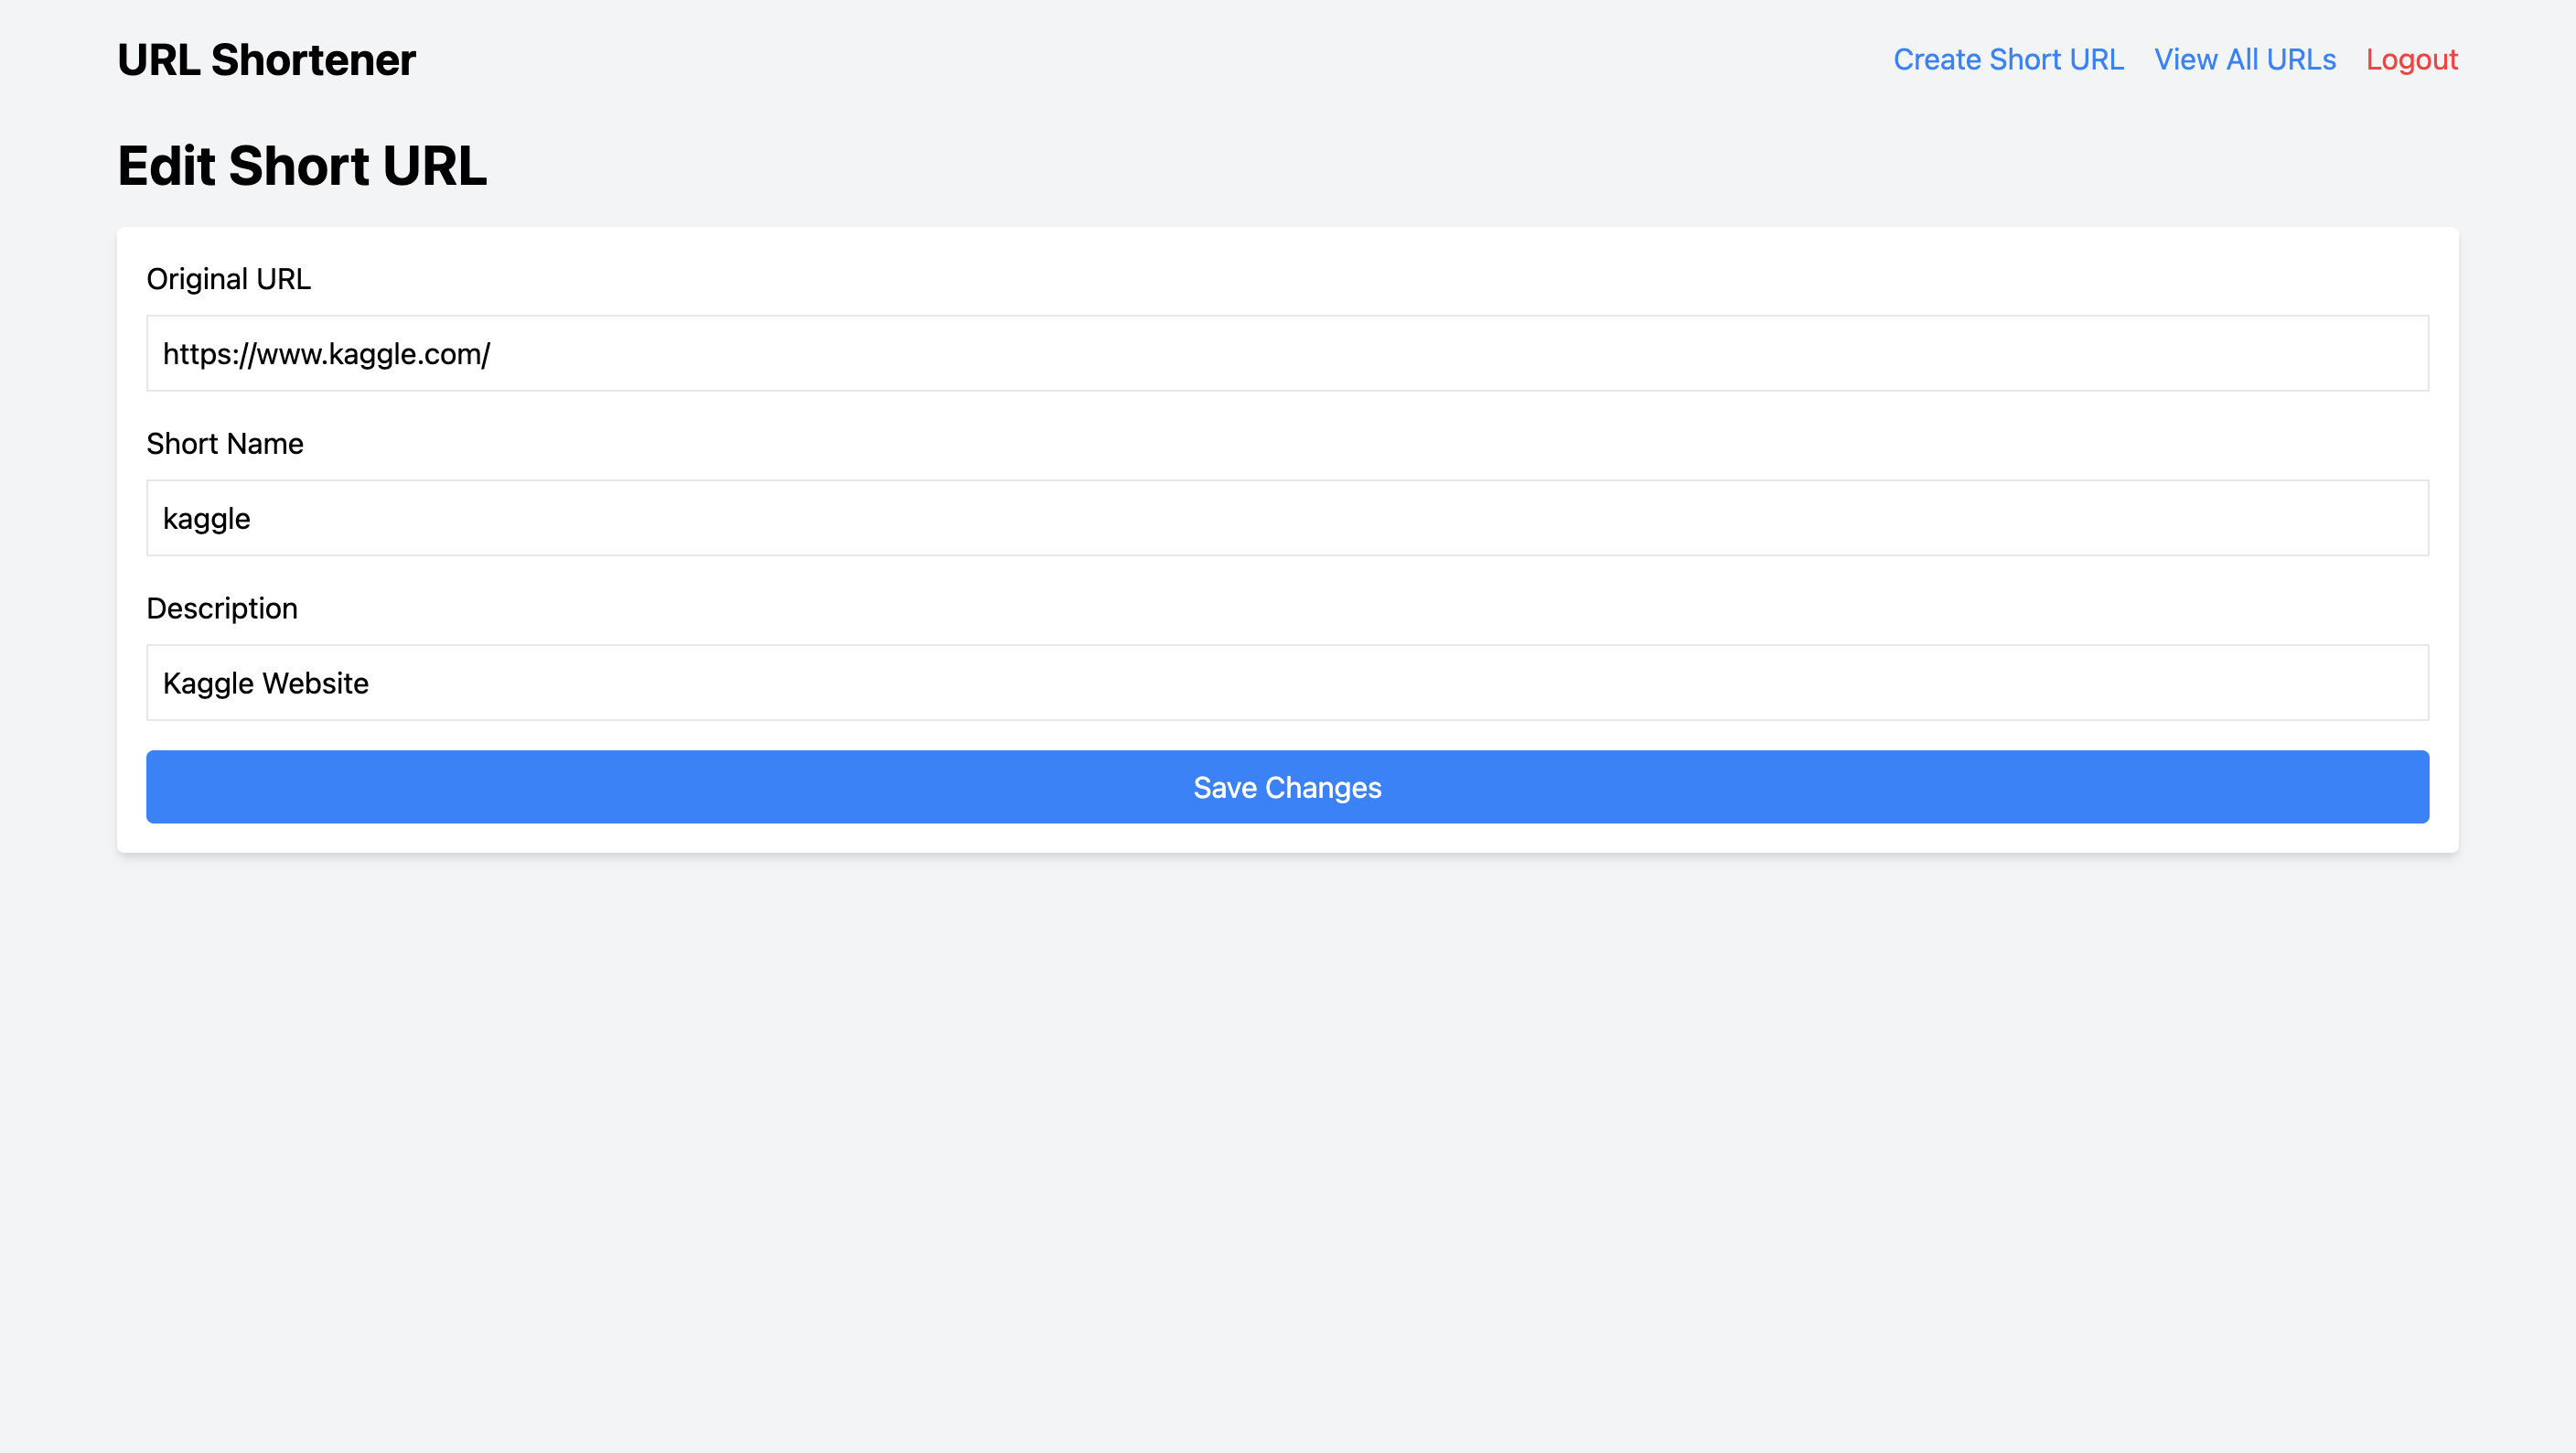 URL Shortener
Create Short URL View All URLs Logout
Edit Short URL
Original URL
https://www.kaggle.com/
Short Name
kaggle
Description
Kaggle Website
Save Changes